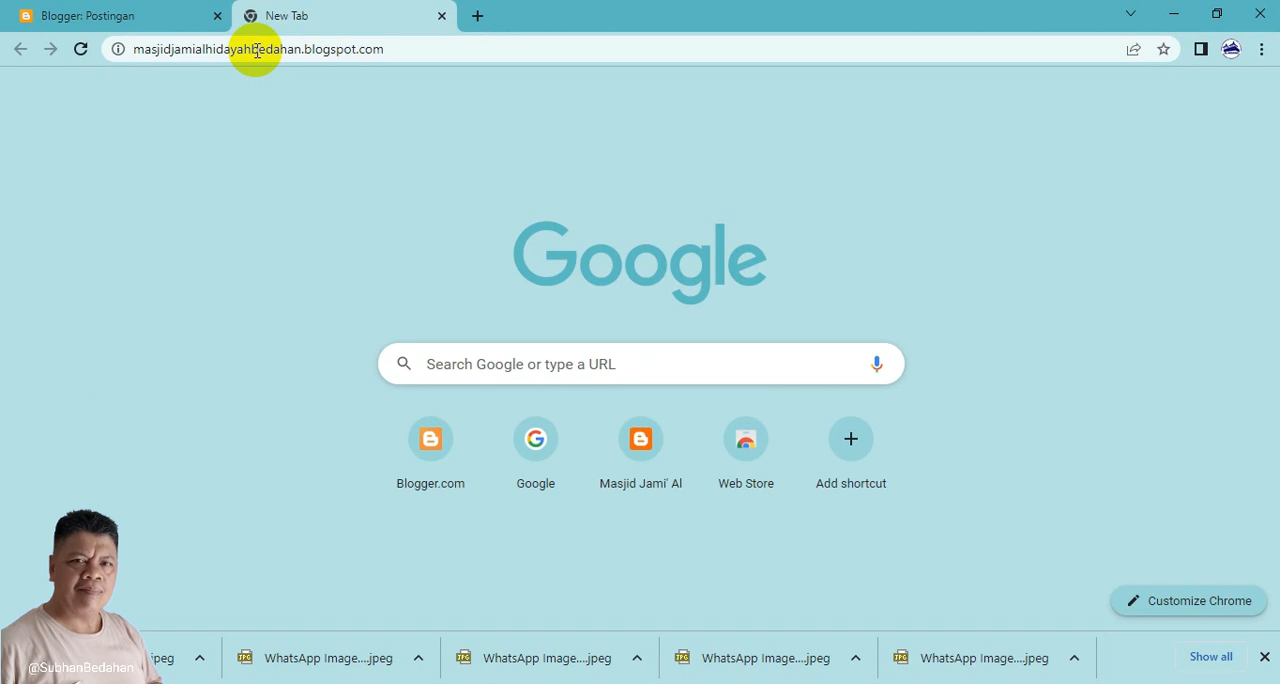 Blogger: Postingan
New Tab
masjidjamialhidayahbedahan.blogspot.com
Google
Search Google or type a URL
Blogger.com
Google
Masjid Jami' Al
Web Store
Add shortcut
Customize Chrome
@SubhanBedahan
jpeg
WhatsApp Image....jpeg
WhatsApp Image....jpeg
WhatsApp Image....jpeg
WhatsApp Image....jpeg
Show all